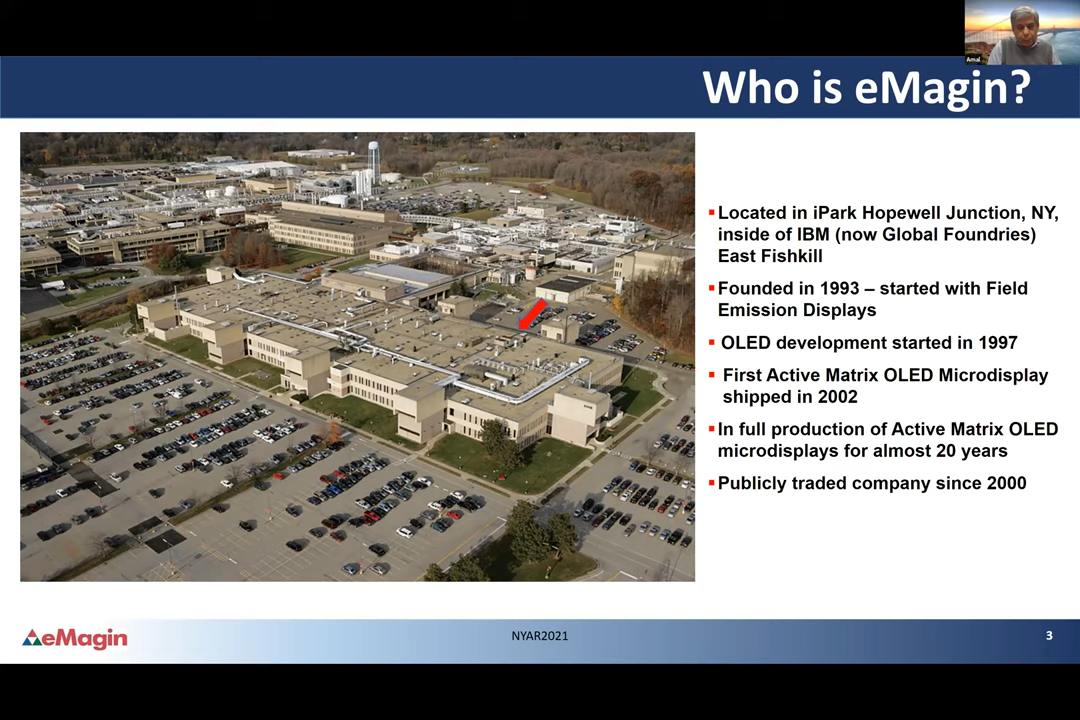 Amal
Who is eMagin?
▪Located in iPark Hopewell Junction, NY,
inside of IBM (now Global Foundries)
East Fishkill
▪Founded in 1993 – started with Field
Emission Displays
▪ OLED development started in 1997
▪ First Active Matrix OLED Microdisplay
shipped in 2002
▪In full production of Active Matrix OLED
microdisplays for almost 20 years
▪Publicly traded company since 2000
eMagin
NYAR2021
3